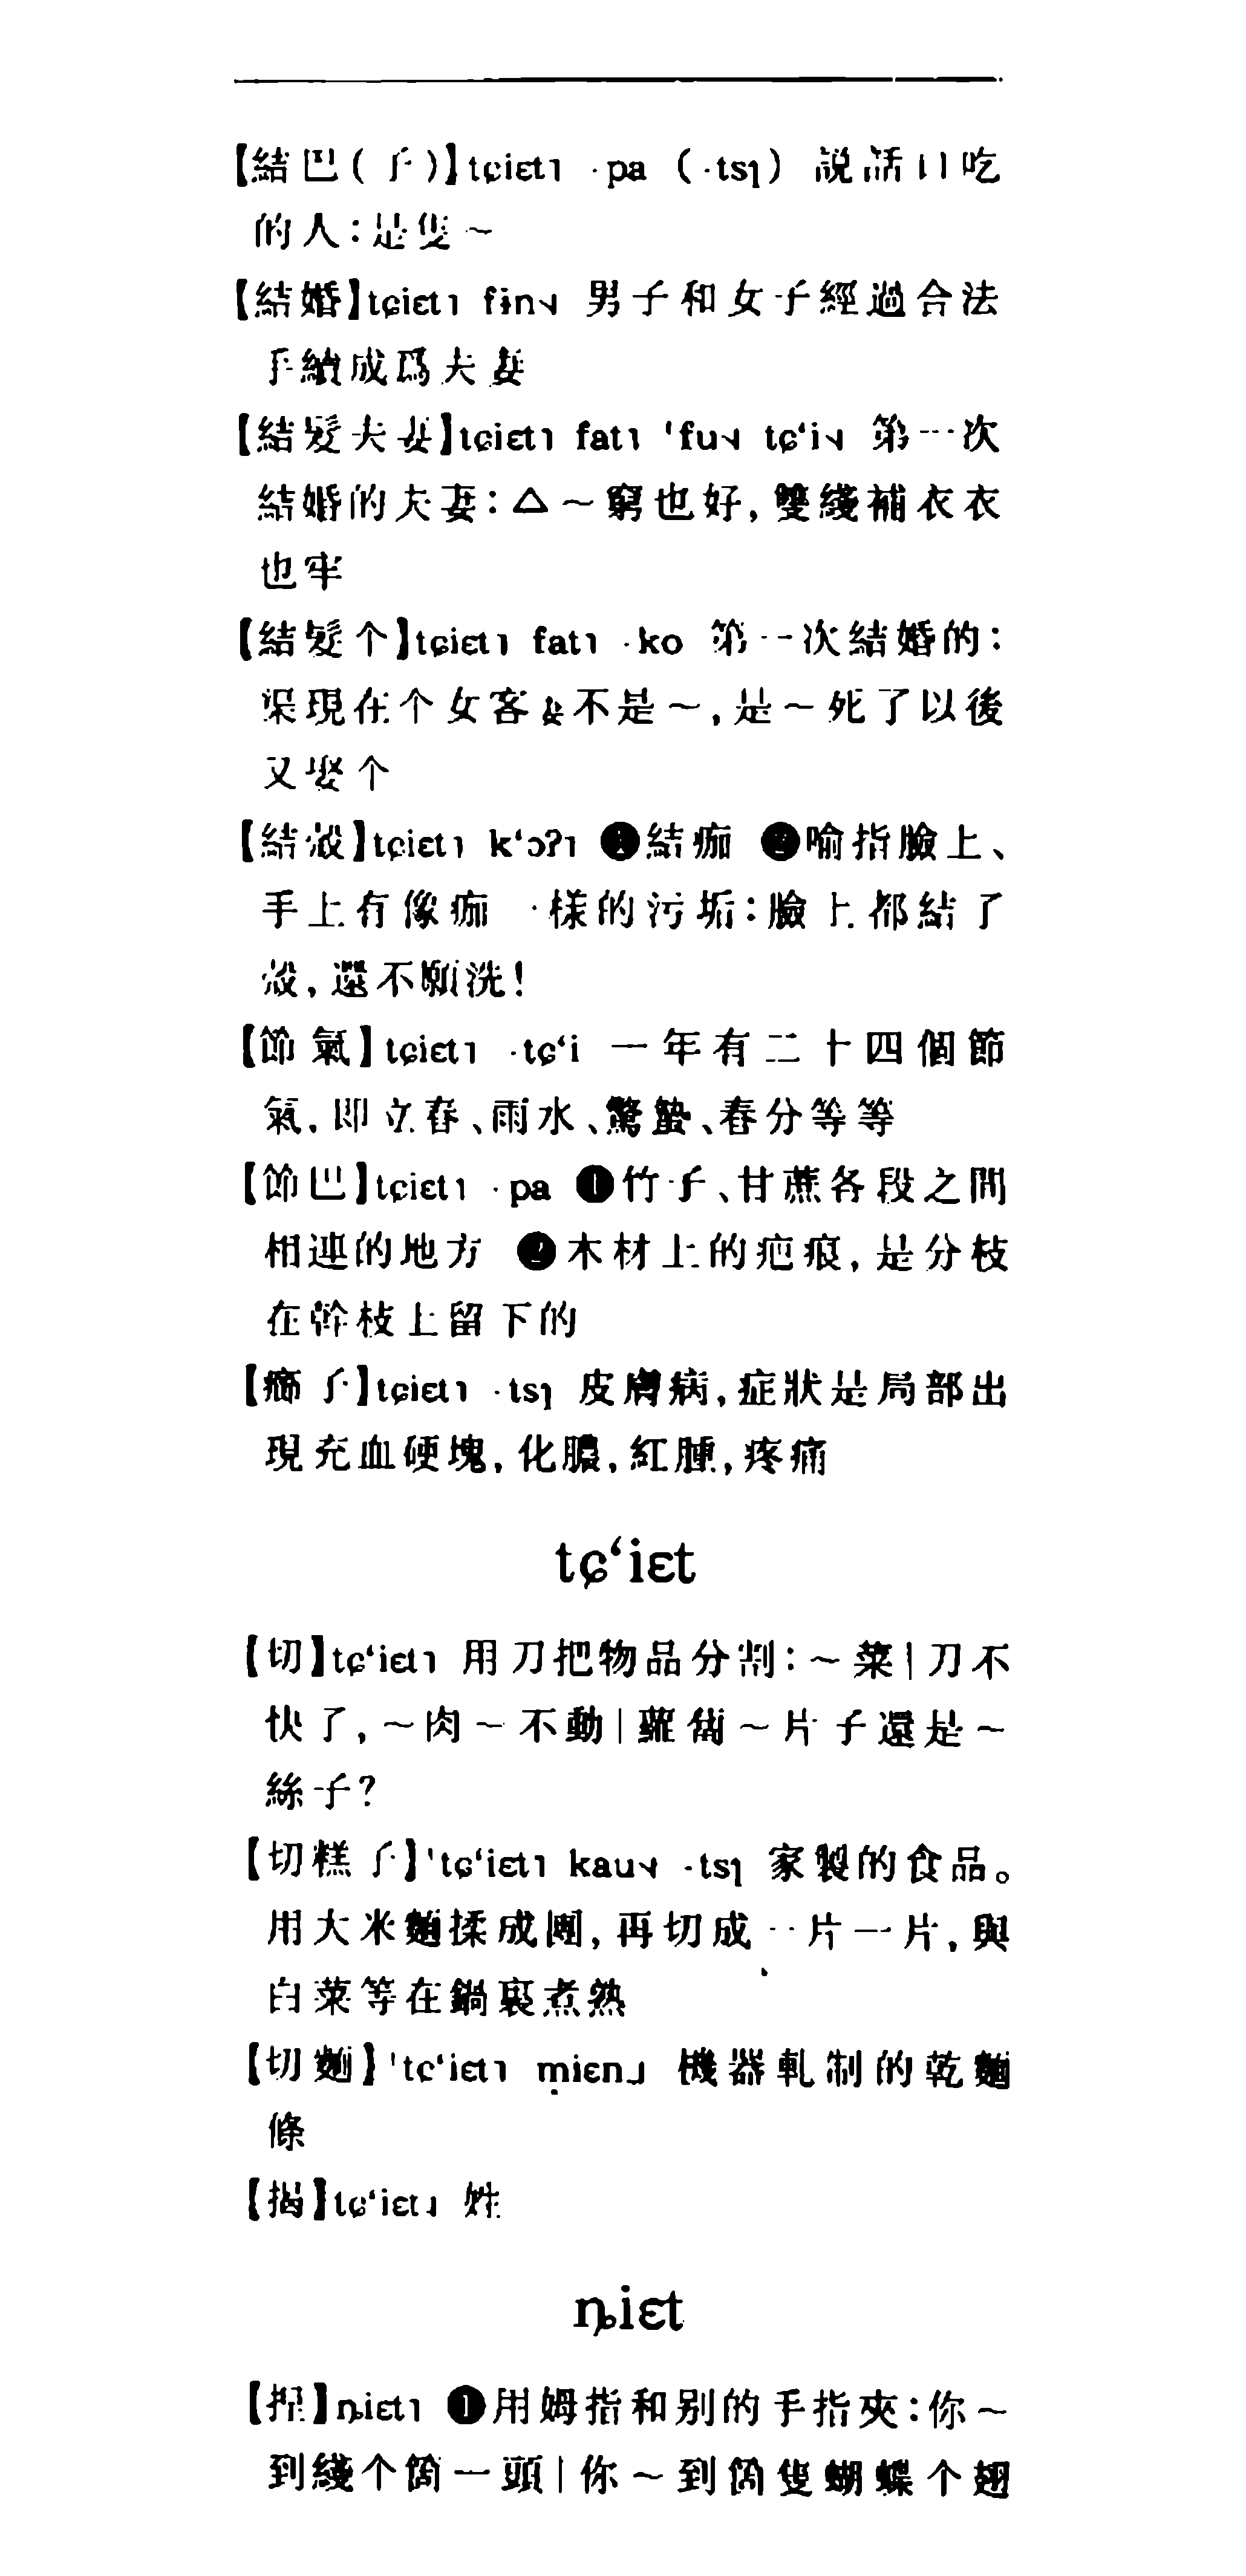 【結巴(子)】tɕiɛt˥ ·pa (·tsɿ) 説話口吃
的人:是隻～
【結婚】tɕiɛt˥ fɨn˧˨ 男子和女子經過合法
手續成爲夫妻
【結髮夫妻】tɕiɛt˥ fat˥ ˈfu˧˨ tɕʻi˧˨ 第一次
結婚的夫妻:△～窮也好,雙綫補衣衣
也牢
【結髮个】tɕiɛt˥ fat˥ ·ko 第一次結婚的:
渠現在个女客妻不是～,是～死了以後
又娶个
【結殼】tɕiɛt˥ kʻɔʔ˥ ❶結痂 ❷喻指臉上、
手上有像痂一樣的污垢:臉上都結了
殼,還不願洗!
【節氣】tɕiɛt˥ ·tɕʻi 一年有二十四個節
氣,即立春、雨水、驚蟄、春分等等
【節巴】tɕiɛt˥ ·pa ❶竹子、甘蔗各段之間
相連的地方 ❷木材上的疤痕,是分枝
在幹枝上留下的
【癤子】tɕiɛt˥ ·tsɿ 皮膚病,症狀是局部出
現充血硬塊,化膿,紅腫,疼痛
tɕʻiɛt
【切】tɕʻiɛt˥ 用刀把物品分割:～菜|刀不
快了,～肉～不動|蘿蔔～片子還是～
絲子?
【切糕子】ˈtɕʻiɛt˥ kau˧˨ ·tsɿ 家製的食品。
用大米麵揉成團,再切成一片一片,與
白菜等在鍋裏煮熟
【切麵】ˈtɕʻiɛt˥ miɛn˩ 機器軋制的乾麵
條
【揭】tɕʻiɛt˩ 姓
ȵiɛt
【捏】ȵiɛt˥ ❶用姆指和别的手指夾:你～
到綫个箇一頭|你～到箇隻蝴蝶个翅